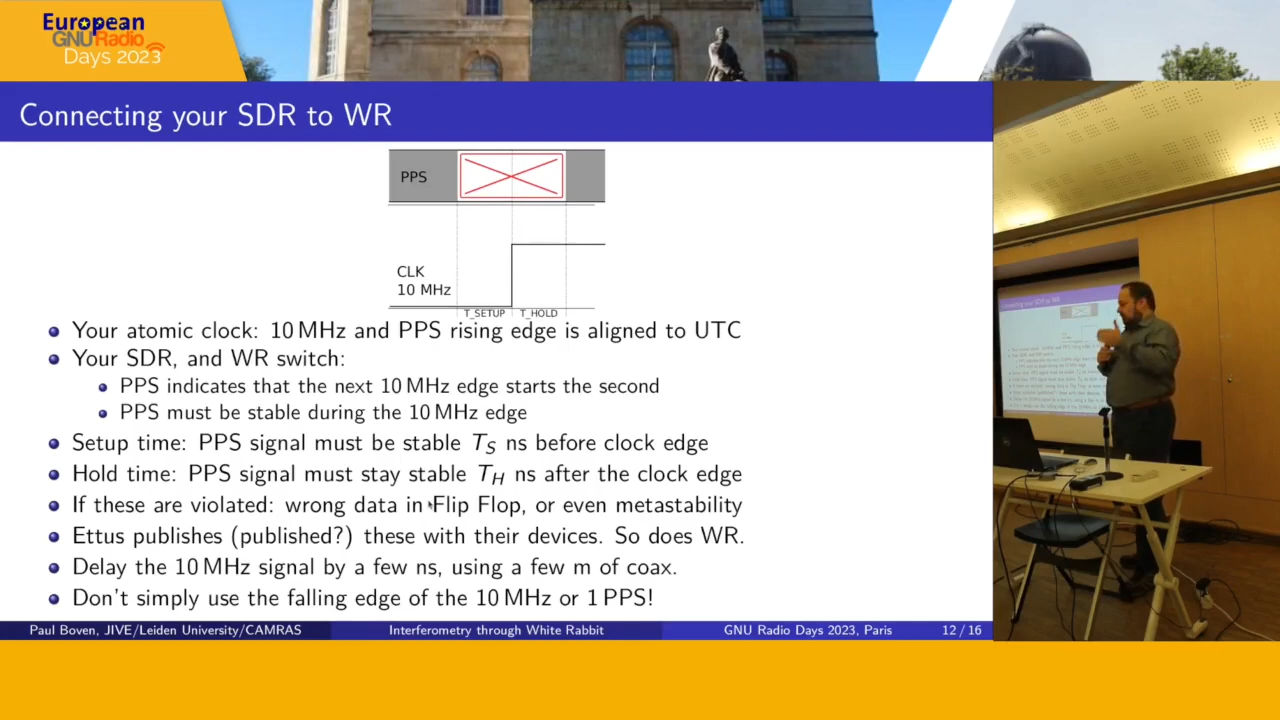 European
GNURadio
Days 2023
Connecting your SDR to WR
PPS
CLK
10 MHz
T_SETUP T_HOLD
Your atomic clock: 10 MHz and PPS rising edge is aligned to UTC
Your SDR, and WR switch:
PPS indicates that the next 10 MHz edge starts the second
PPS must be stable during the 10 MHz edge
Setup time: PPS signal must be stable T_S ns before clock edge
Hold time: PPS signal must stay stable T_H ns after the clock edge
If these are violated: wrong data in Flip Flop, or even metastability
Ettus publishes (published?) these with their devices. So does WR.
Delay the 10 MHz signal by a few ns, using a few m of coax.
Don't simply use the falling edge of the 10 MHz or 1 PPS!
Paul Boven, JIVE/Leiden University/CAMRAS Interferometry through White Rabbit GNU Radio Days 2023, Paris 12 / 16
Connecting your SDR to WR